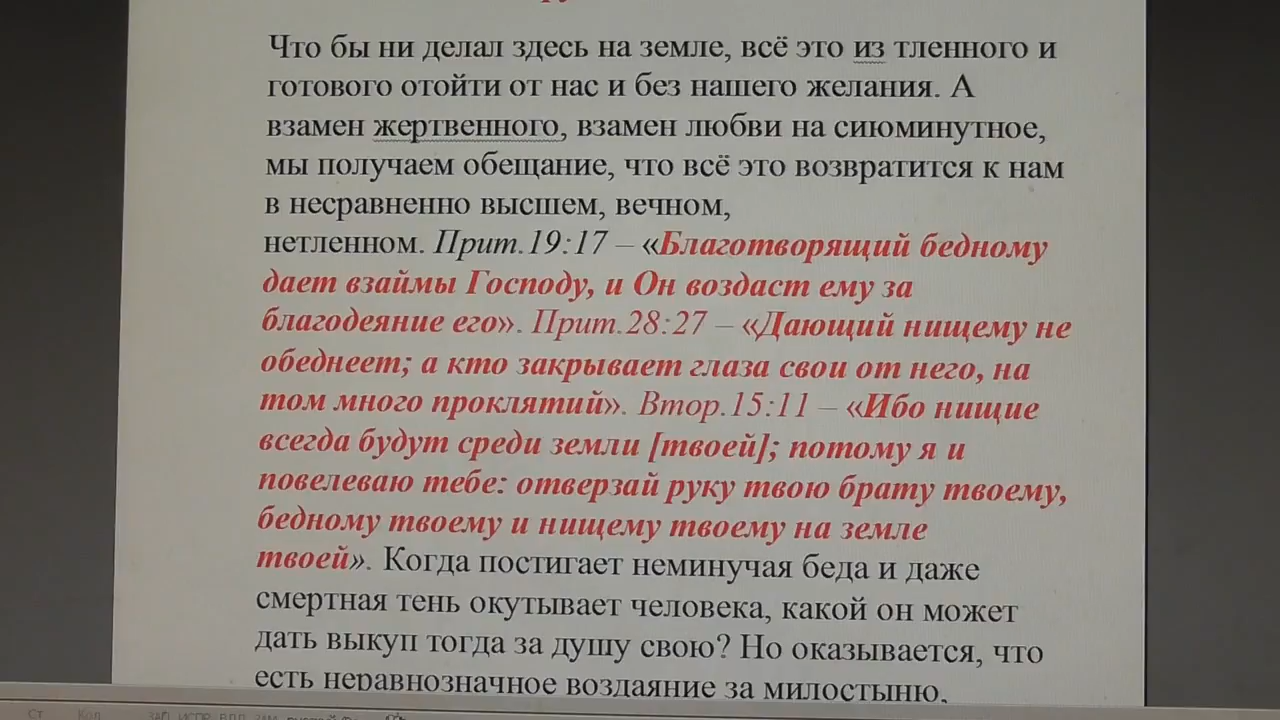 Что бы ни делал здесь на земле, всё это из тленного и
готового отойти от нас и без нашего желания. А
взамен жертвенного, взамен любви на сиюминутное,
мы получаем обещание, что всё это возвратится к нам
в несравненно высшем, вечном,
нетленном. Прит.19:17 – «Благотворящий бедному
дает взаймы Господу, и Он воздаст ему за
благодеяние его». Прит.28:27 – «Дающий нищему не
обеднеет; а кто закрывает глаза свои от него, на
том много проклятий». Втор.15:11 – «Ибо нищие
всегда будут среди земли [твоей]; потому я и
повелеваю тебе: отверзай руку твою брату твоему,
бедному твоему и нищему твоему на земле
твоей». Когда постигает неминучая беда и даже
смертная тень окутывает человека, какой он может
дать выкуп тогда за душу свою? Но оказывается, что
есть неравнозначное воздаяние за милостыню,
Ст Кол ЗАП ИСПР ВДЛ ЗАМ